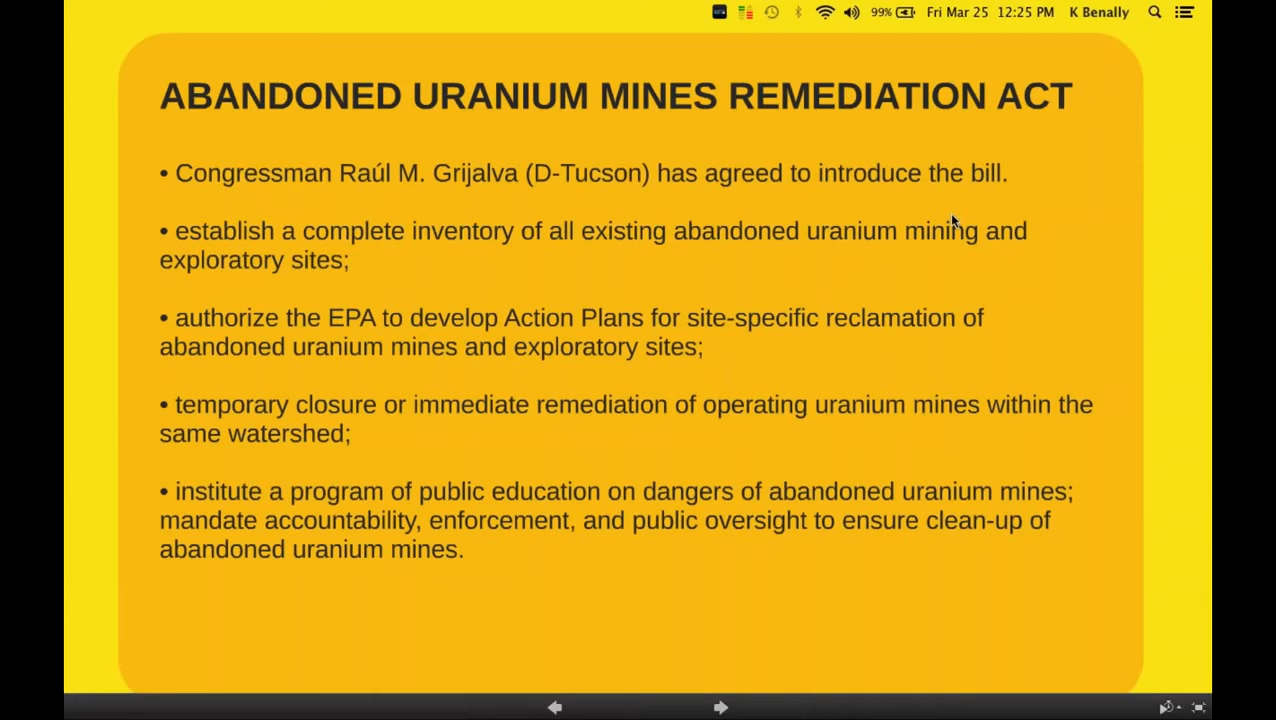 99% Fri Mar 25 12:25 PM K Benally
ABANDONED URANIUM MINES REMEDIATION ACT
• Congressman Raúl M. Grijalva (D-Tucson) has agreed to introduce the bill.
• establish a complete inventory of all existing abandoned uranium mining and
exploratory sites;
• authorize the EPA to develop Action Plans for site-specific reclamation of
abandoned uranium mines and exploratory sites;
• temporary closure or immediate remediation of operating uranium mines within the
same watershed;
• institute a program of public education on dangers of abandoned uranium mines;
mandate accountability, enforcement, and public oversight to ensure clean-up of
abandoned uranium mines.